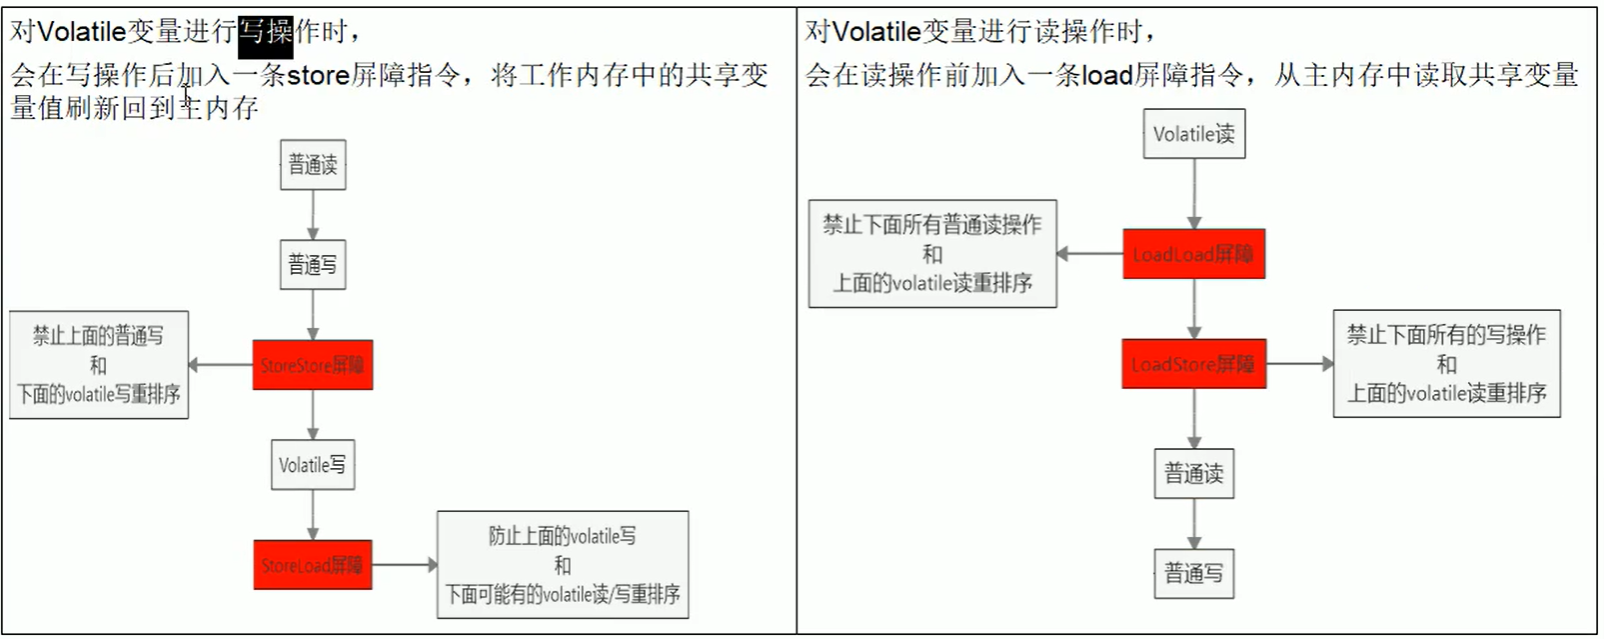 对Volatile变量进行写操作时，
会在写操作后加入一条store屏障指令，将工作内存中的共享变
量值刷新回到主内存
普通读
普通写
禁止上面的普通写
和
下面的volatile写重排序
StoreStore屏障
Volatile写
StoreLoad屏障
防止上面的volatile写
和
下面可能有的volatile读/写重排序
对Volatile变量进行读操作时，
会在读操作前加入一条load屏障指令，从主内存中读取共享变量
Volatile读
禁止下面所有普通读操作
和
上面的volatile读重排序
LoadLoad屏障
LoadStore屏障
禁止下面所有的写操作
和
上面的volatile读重排序
普通读
普通写